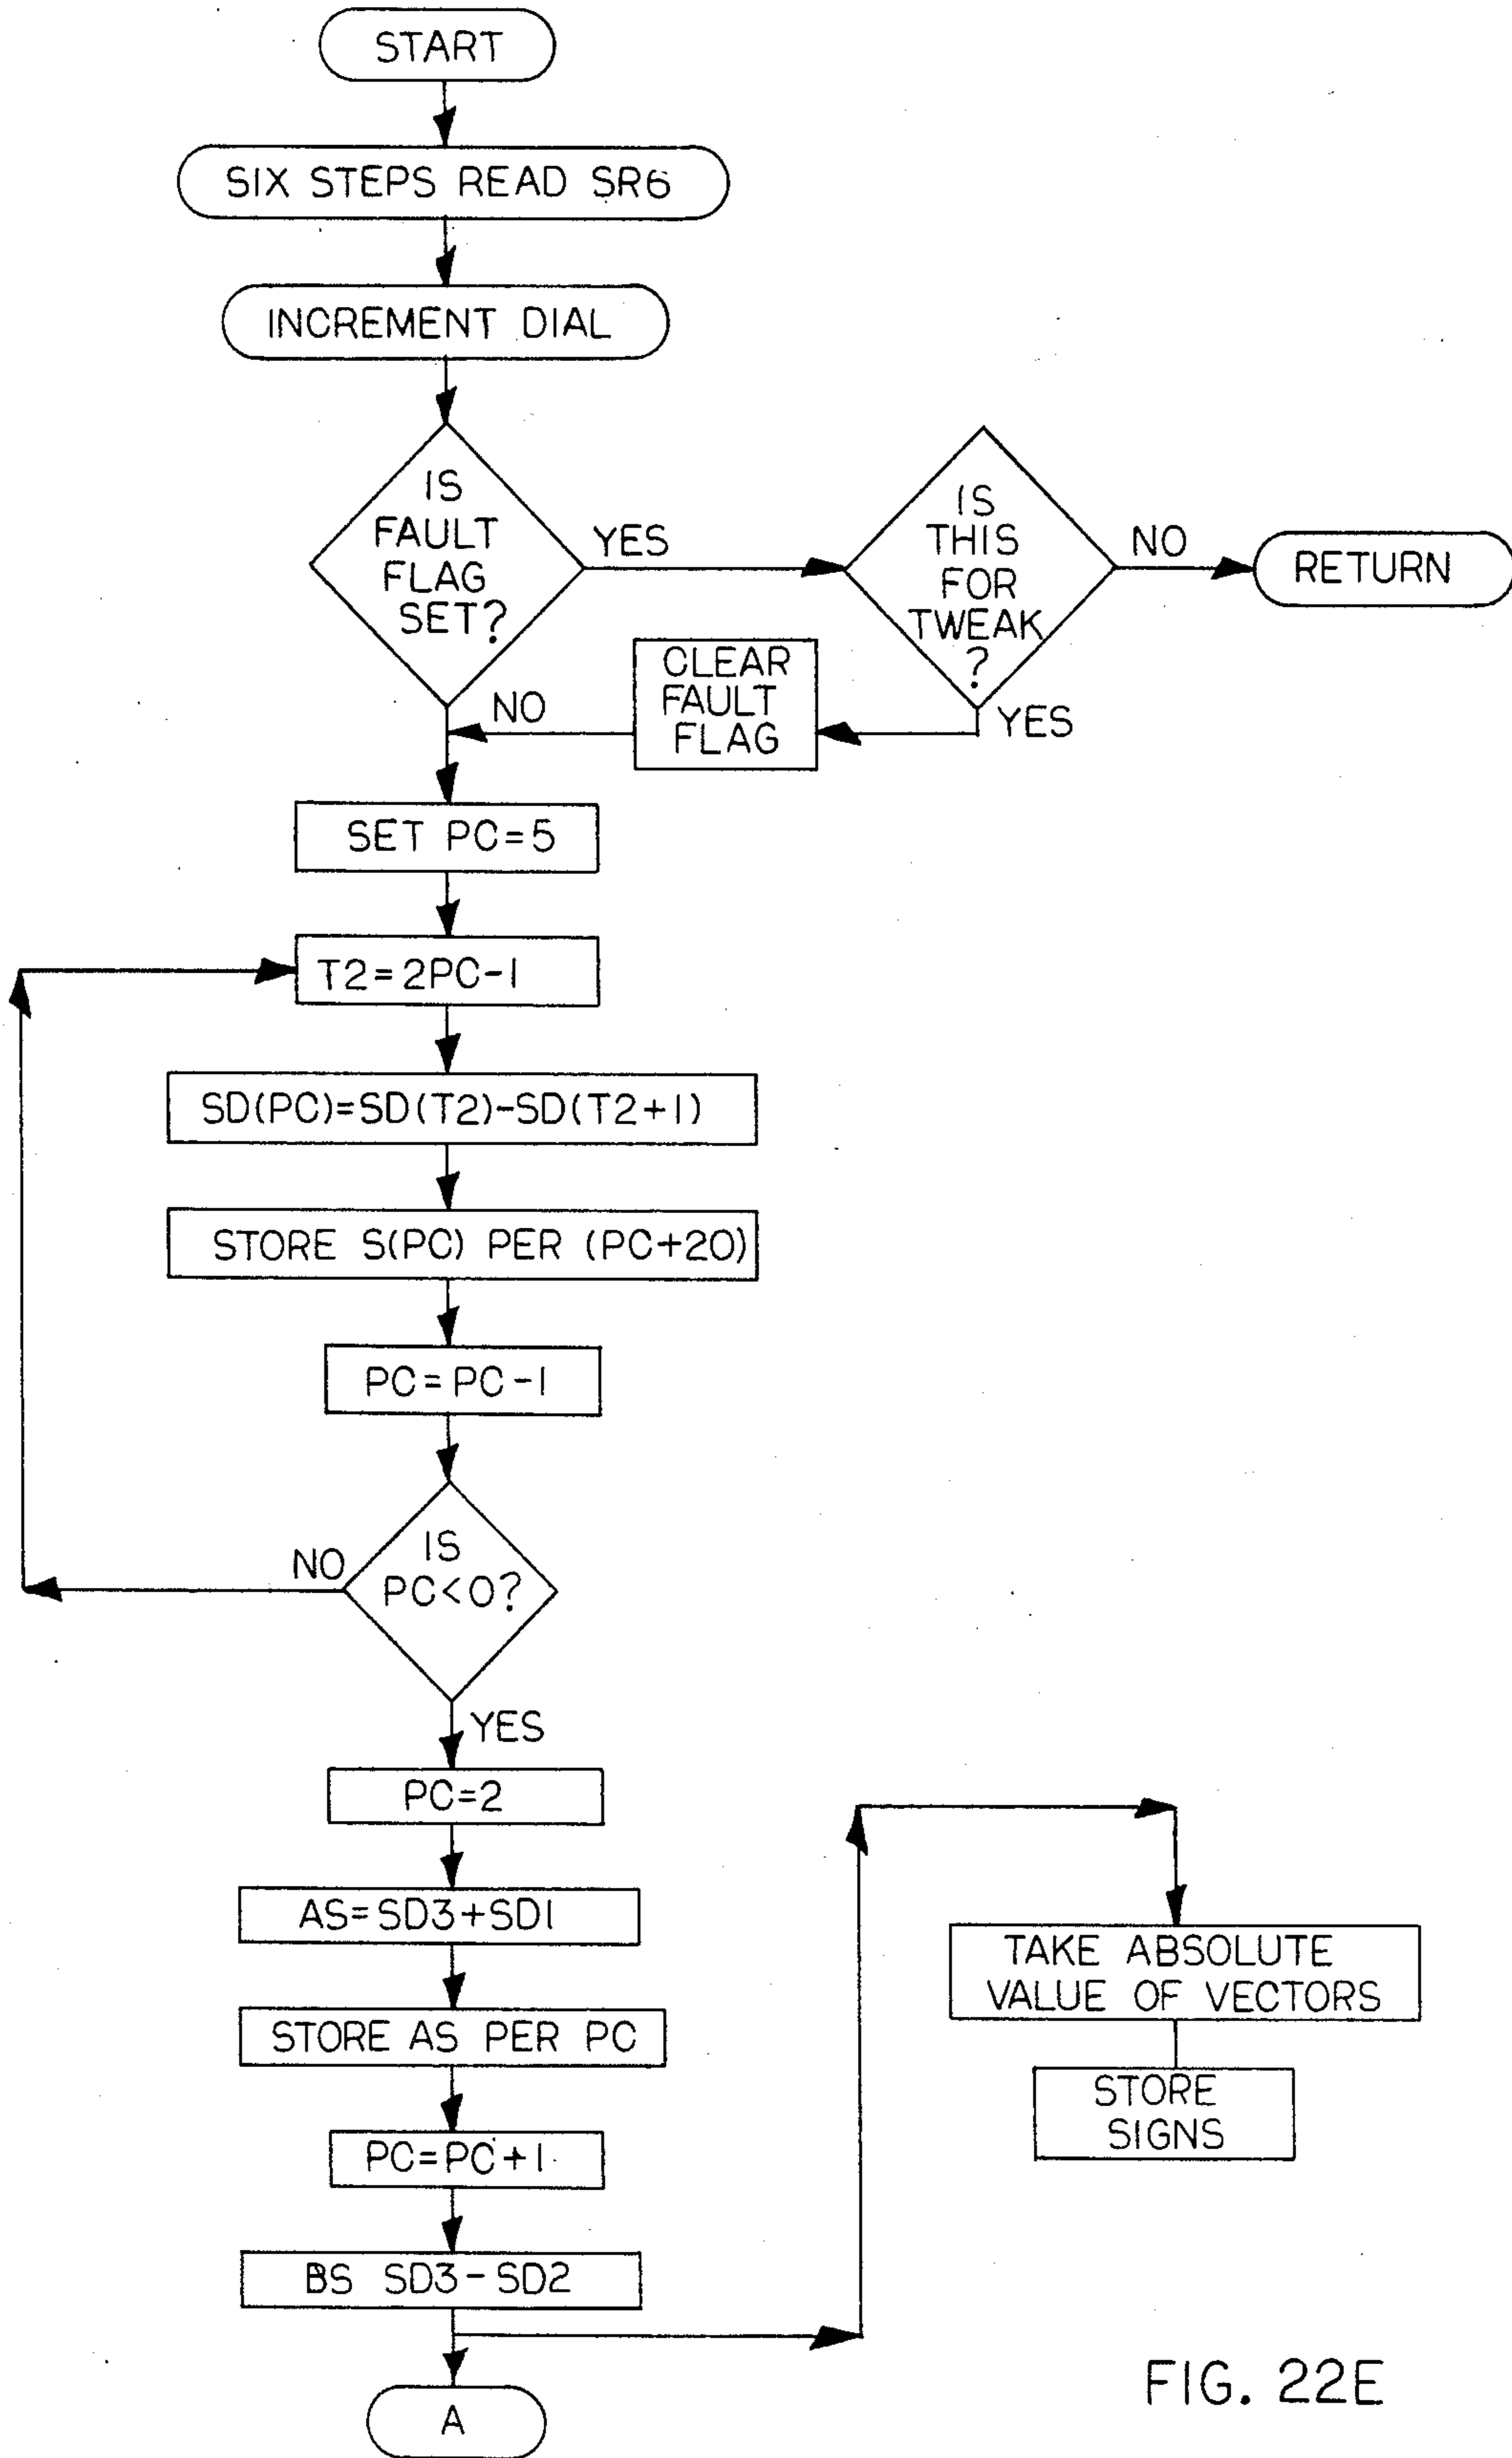 START
SIX STEPS READ SR6
INCREMENT DIAL
IS
FAULT
FLAG
SET?
YES
IS
THIS
FOR
TWEAK
?
NO
RETURN
YES
CLEAR
FAULT
FLAG
NO
SET PC=5
T2=2PC-1
SD(PC)=SD(T2)-SD(T2+1)
STORE S(PC) PER (PC+20)
PC=PC-1
IS
PC<0?
NO
YES
PC=2
AS=SD3+SD1
STORE AS PER PC
PC=PC+1
BS SD3-SD2
A
TAKE ABSOLUTE
VALUE OF VECTORS
STORE
SIGNS
FIG. 22E